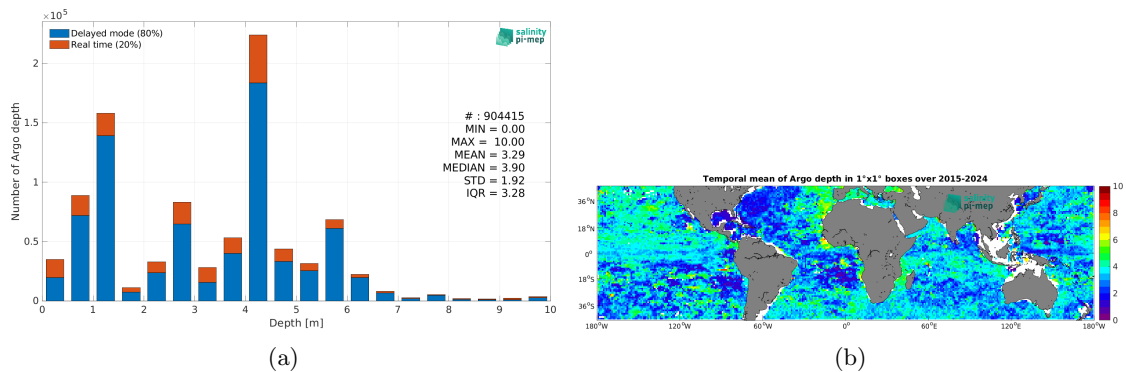 ×10⁵
Delayed mode (80%)
Real time (20%)
salinity
pi-mep
# : 904415
MIN = 0.00
MAX = 10.00
MEAN = 3.29
MEDIAN = 3.90
STD = 1.92
IQR = 3.28
Number of Argo depth
2
1.5
1
0.5
0
0 1 2 3 4 5 6 7 8 9 10
Depth [m]
(a)
Temporal mean of Argo depth in 1°x1° boxes over 2015-2024
salinity
pi-mep
36°N
18°N
0°
18°S
36°S
180°W 120°W 60°W 0° 60°E 120°E 180°W
10
8
6
4
2
0
(b)